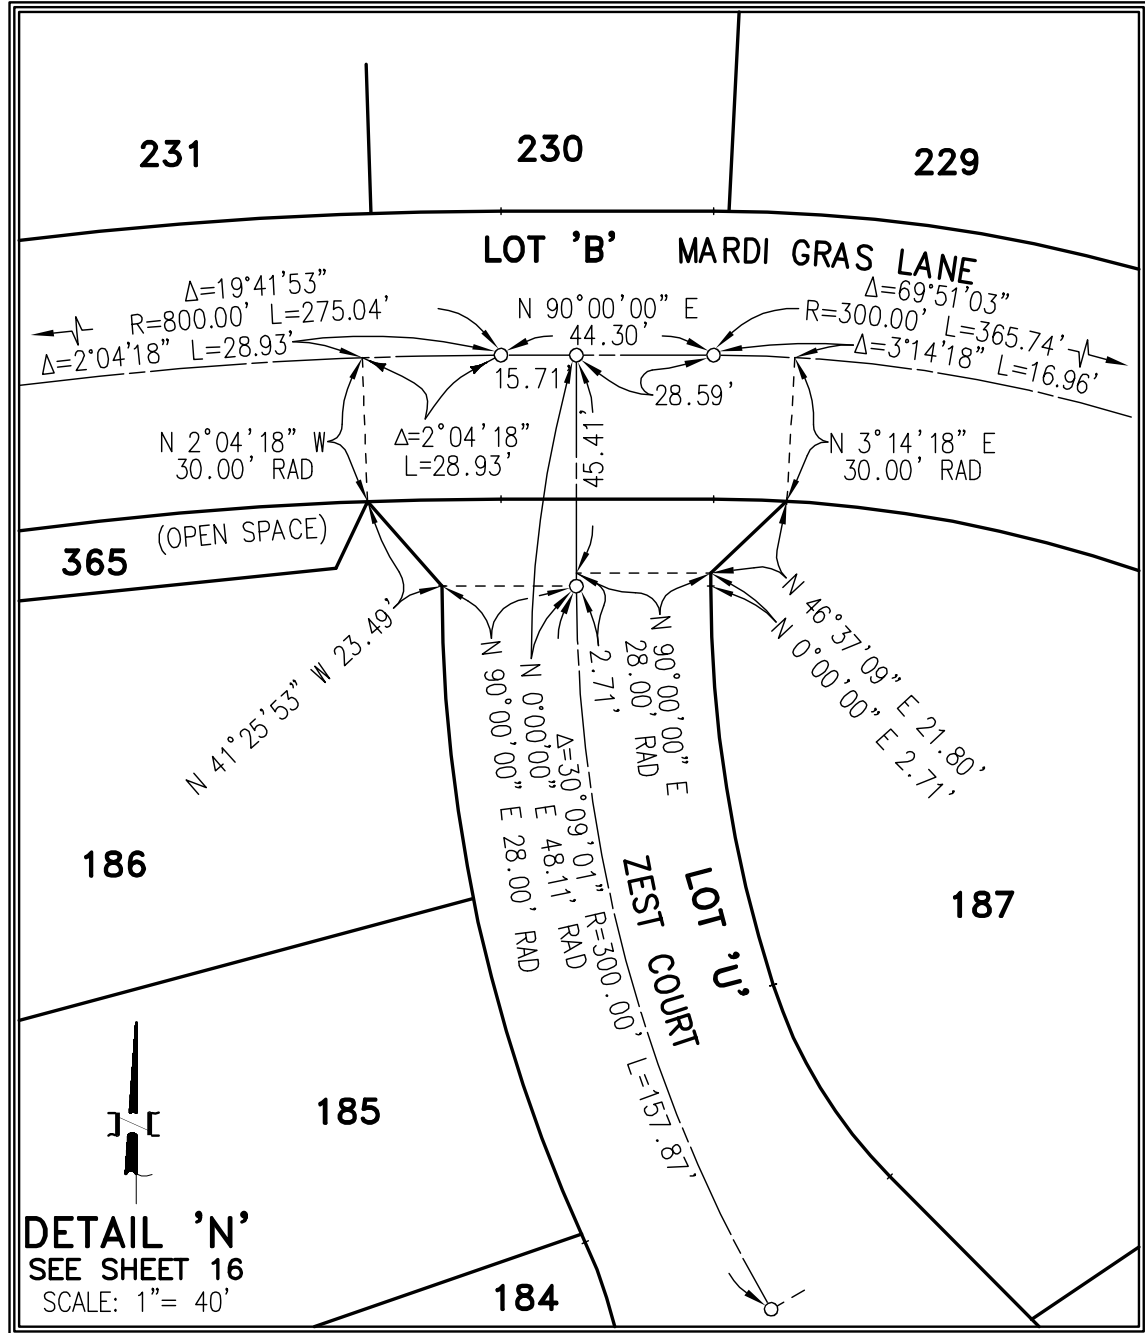 231
230
229
LOT 'B' MARDI GRAS LANE
Δ=19°41'53"
R=800.00' L=275.04'
N 90°00'00" E
44.30'
Δ=69°51'03"
R=300.00' L=365.74'
Δ=2°04'18" L=28.93'
Δ=3°14'18" L=16.96'
15.71'
28.59'
N 2°04'18" W
30.00' RAD
Δ=2°04'18"
L=28.93'
45.41'
N 3°14'18" E
30.00' RAD
365
(OPEN SPACE)
N 41°25'53" W 23.49'
N 90°00'00" E 28.00' RAD
N 0°00'00" E 48.11' RAD
2.71'
N 90°00'00" E
28.00' RAD
N 46°37'09" E 21.80'
N 0°00'00" E 2.71'
Δ=30°09'01" R=300.00' L=157.87'
186
LOT 'U'
ZEST COURT
187
185
DETAIL 'N'
SEE SHEET 16
SCALE: 1"= 40'
184